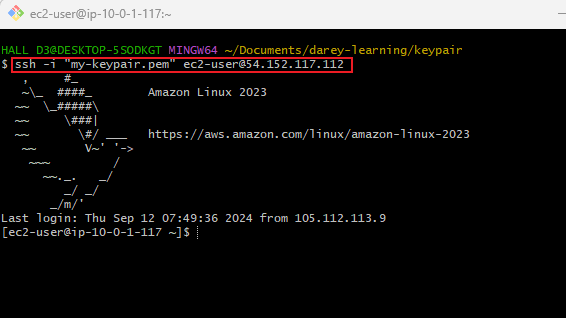 ec2-user@ip-10-0-1-117:~
HALL D3@DESKTOP-5SODKGT MINGW64 ~/Documents/darey-learning/keypair
$ ssh -i "my-keypair.pem" ec2-user@54.152.117.112
   ,     #_
   ~\_  ####_        Amazon Linux 2023
  ~~  \_#####\
  ~~     \###|
  ~~       \#/ ___   https://aws.amazon.com/linux/amazon-linux-2023
   ~~       V~' '->
    ~~~         /
      ~~._.   _/
         _/ _/
       _/m/'
Last login: Thu Sep 12 07:49:36 2024 from 105.112.113.9
[ec2-user@ip-10-0-1-117 ~]$